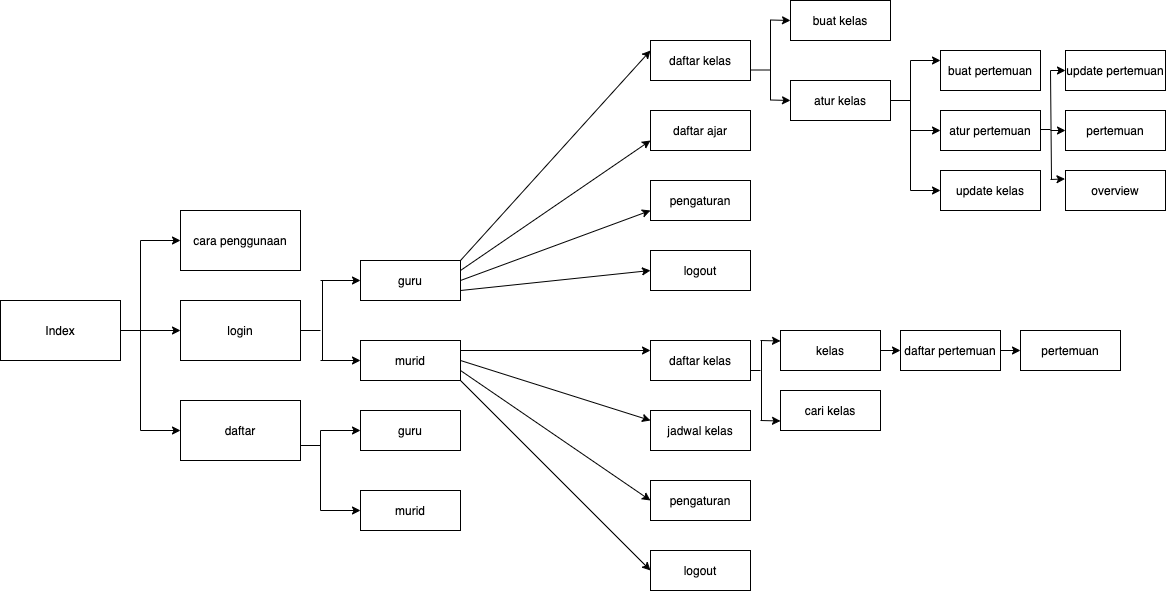 buat kelas
daftar kelas
buat pertemuan
update pertemuan
atur kelas
daftar ajar
atur pertemuan
pertemuan
pengaturan
update kelas
overview
cara penggunaan
logout
guru
Index
login
murid
daftar kelas
kelas
daftar pertemuan
pertemuan
cari kelas
daftar
guru
jadwal kelas
murid
pengaturan
logout